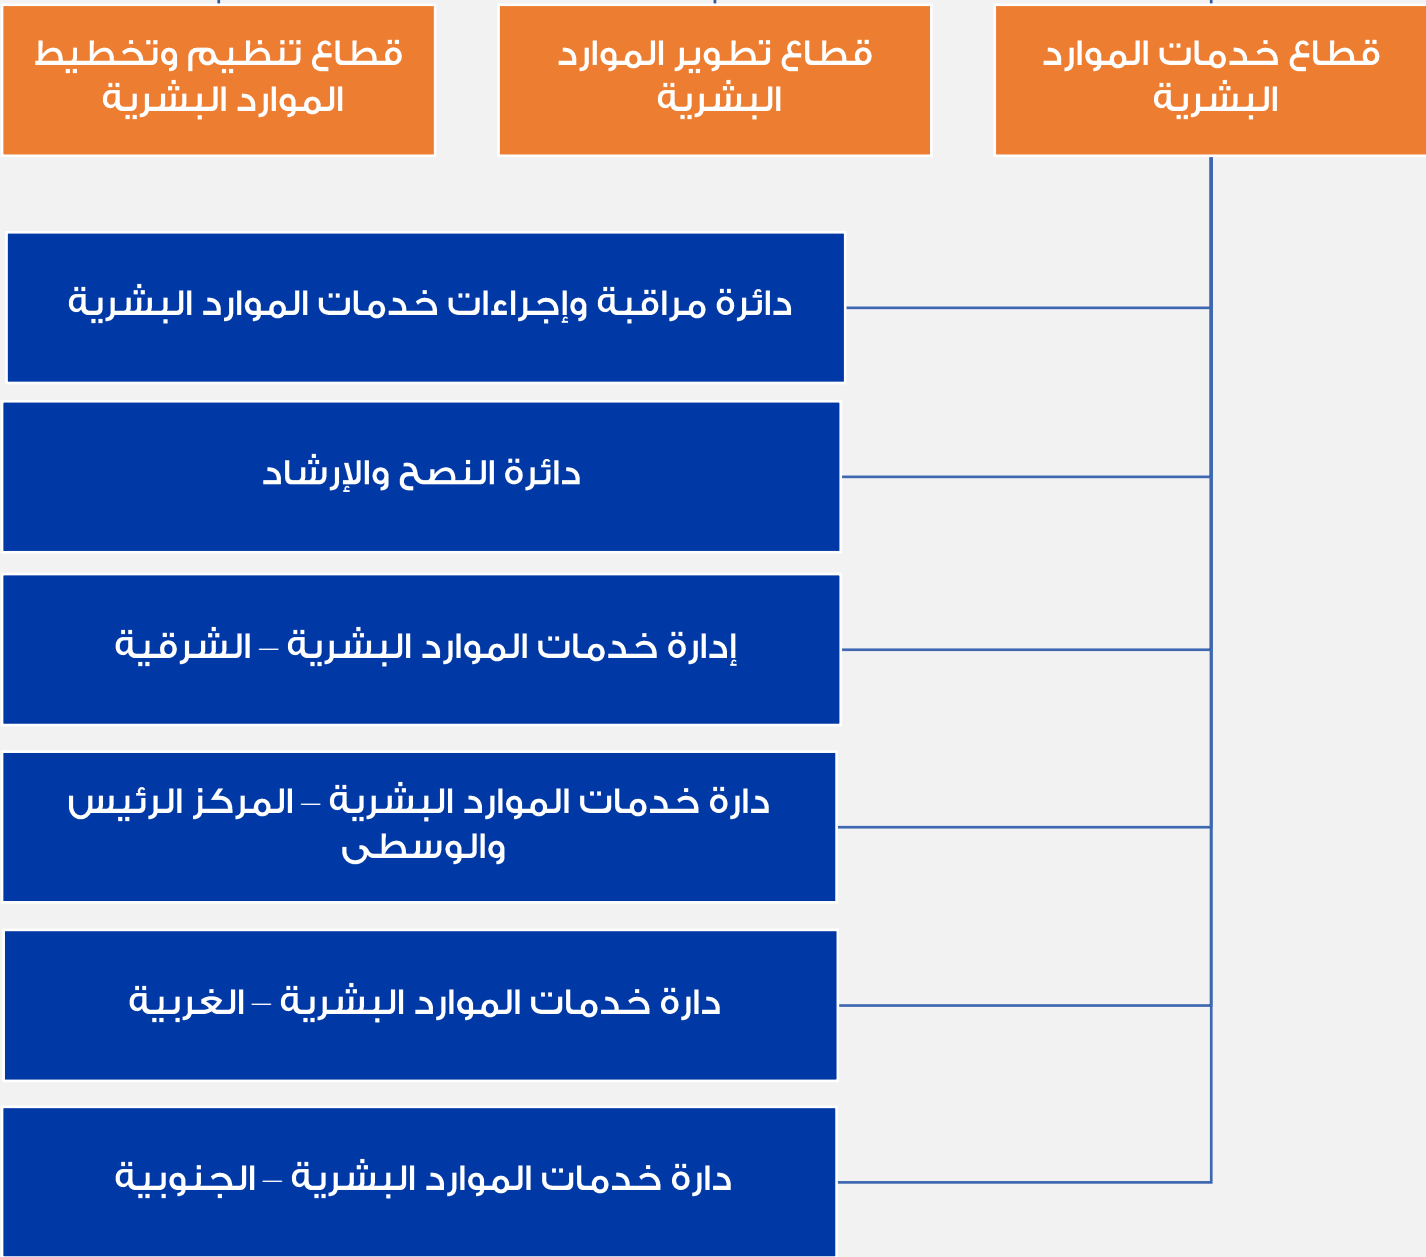 قطاع خدمات الموارد
البشرية
قطاع تطوير الموارد
البشرية
قطاع تنظيم وتخطيط
الموارد البشرية
دائرة مراقبة وإجراءات خدمات الموارد البشرية
دائرة النصح والإرشاد
إدارة خدمات الموارد البشرية – الشرقية
دارة خدمات الموارد البشرية – المركز الرئيس
والوسطى
دارة خدمات الموارد البشرية – الغربية
دارة خدمات الموارد البشرية – الجنوبية